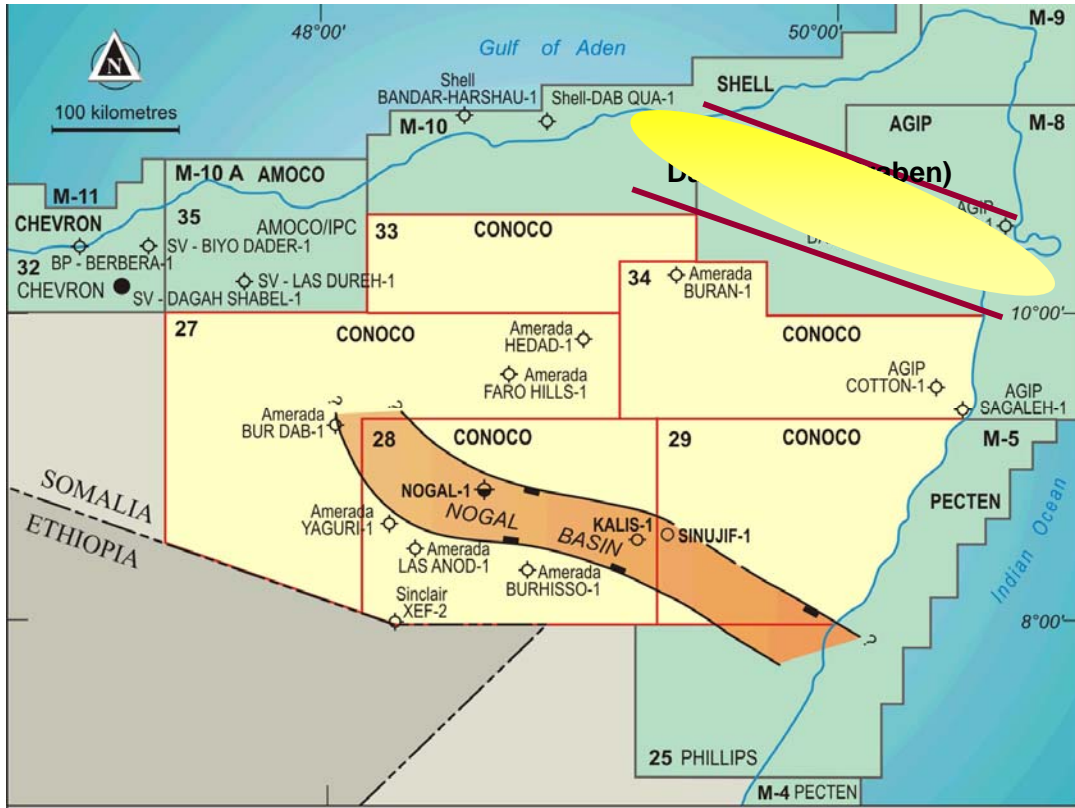 48°00'
50°00'
M-9
Gulf of Aden
N
100 kilometres
Shell
BANDAR-HARSHAU-1
Shell-DAB QUA-1
SHELL
M-10
AGIP
M-8
M-10 A AMOCO
M-11
CHEVRON
35
AMOCO/IPC
33
CONOCO
AGIP
SV - BIYO DADER-1
BP - BERBERA-1
32
CHEVRON
SV - LAS DUREH-1
SV - DAGAH SHABEL-1
34
Amerada
BURAN-1
10°00'
27
CONOCO
Amerada
HEDAD-1
CONOCO
Amerada
FARO HILLS-1
AGIP
COTTON-1
AGIP
SAGALEH-1
?
?
Amerada
BUR DAB-1
28
CONOCO
29
CONOCO
M-5
PECTEN
SOMALIA
ETHIOPIA
NOGAL-1
NOGAL
BASIN
KALIS-1
SINUJIF-1
Amerada
YAGURI-1
Amerada
LAS ANOD-1
Amerada
BURHISSO-1
Indian Ocean
Sinclair
XEF-2
8°00'
?
25 PHILLIPS
M-4 PECTEN